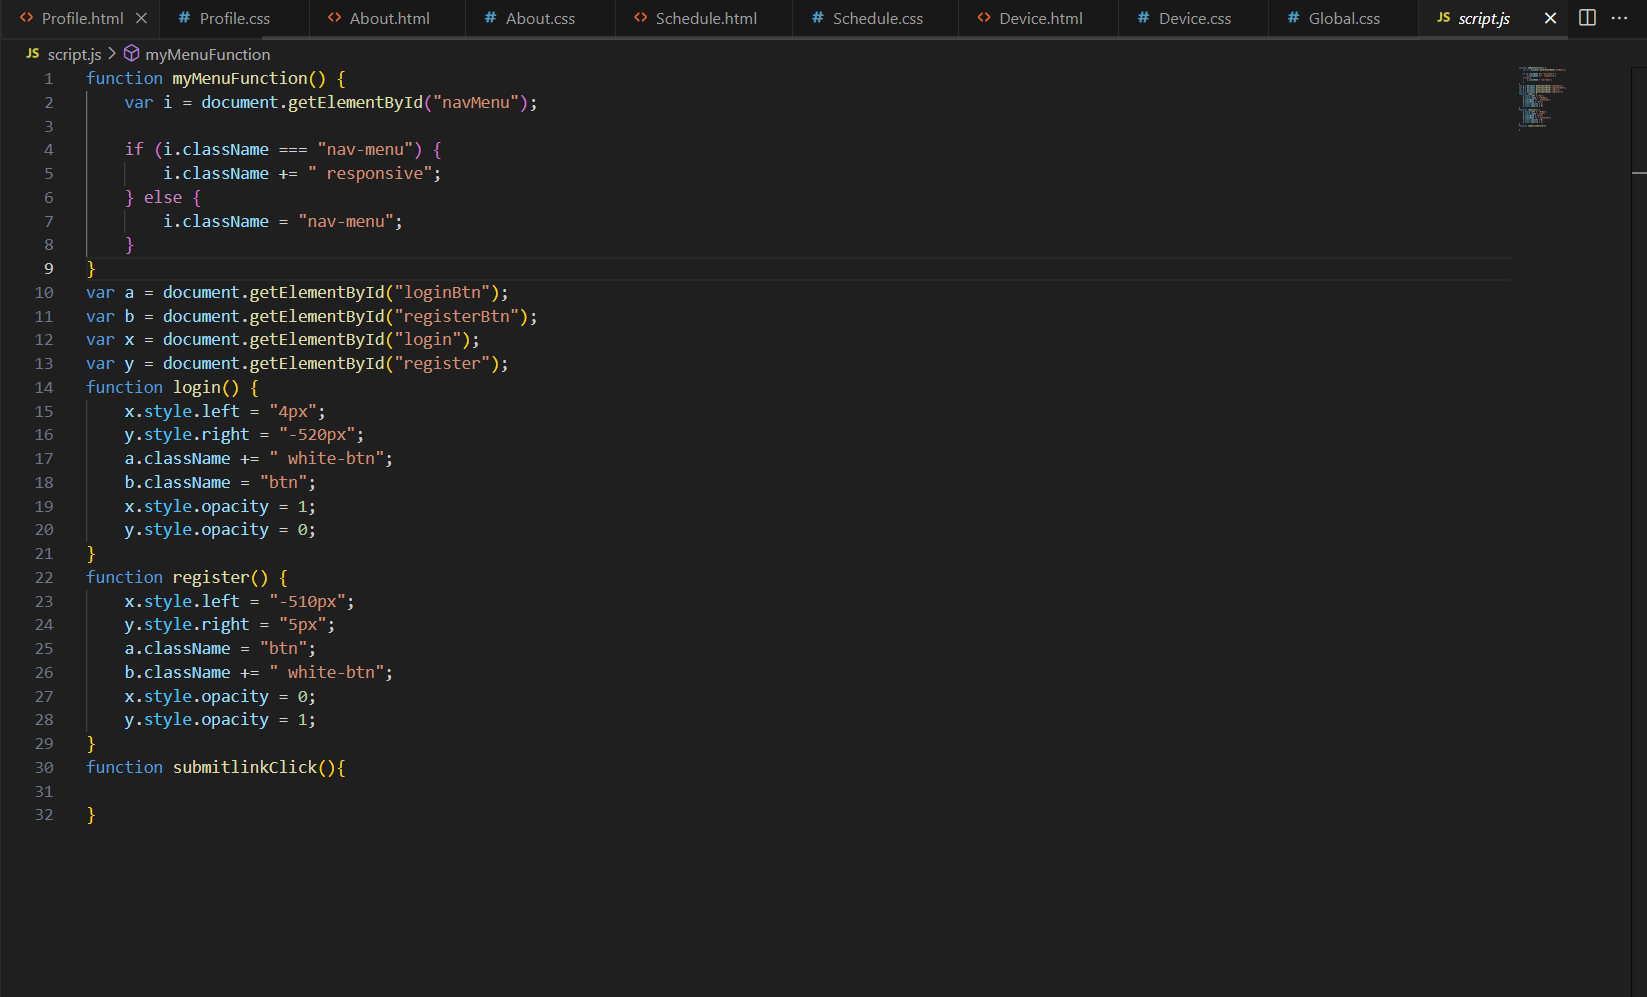 <> Profile.html × # Profile.css <> About.html # About.css <> Schedule.html # Schedule.css <> Device.html # Device.css # Global.css JS script.js × ...
JS script.js > myMenuFunction
1 function myMenuFunction() {
2     var i = document.getElementById("navMenu");
3
4     if (i.className === "nav-menu") {
5         i.className += " responsive";
6     } else {
7         i.className = "nav-menu";
8     }
9 }
10 var a = document.getElementById("loginBtn");
11 var b = document.getElementById("registerBtn");
12 var x = document.getElementById("login");
13 var y = document.getElementById("register");
14 function login() {
15     x.style.left = "4px";
16     y.style.right = "-520px";
17     a.className += " white-btn";
18     b.className = "btn";
19     x.style.opacity = 1;
20     y.style.opacity = 0;
21 }
22 function register() {
23     x.style.left = "-510px";
24     y.style.right = "5px";
25     a.className = "btn";
26     b.className += " white-btn";
27     x.style.opacity = 0;
28     y.style.opacity = 1;
29 }
30 function submitlinkClick(){
31
32 }